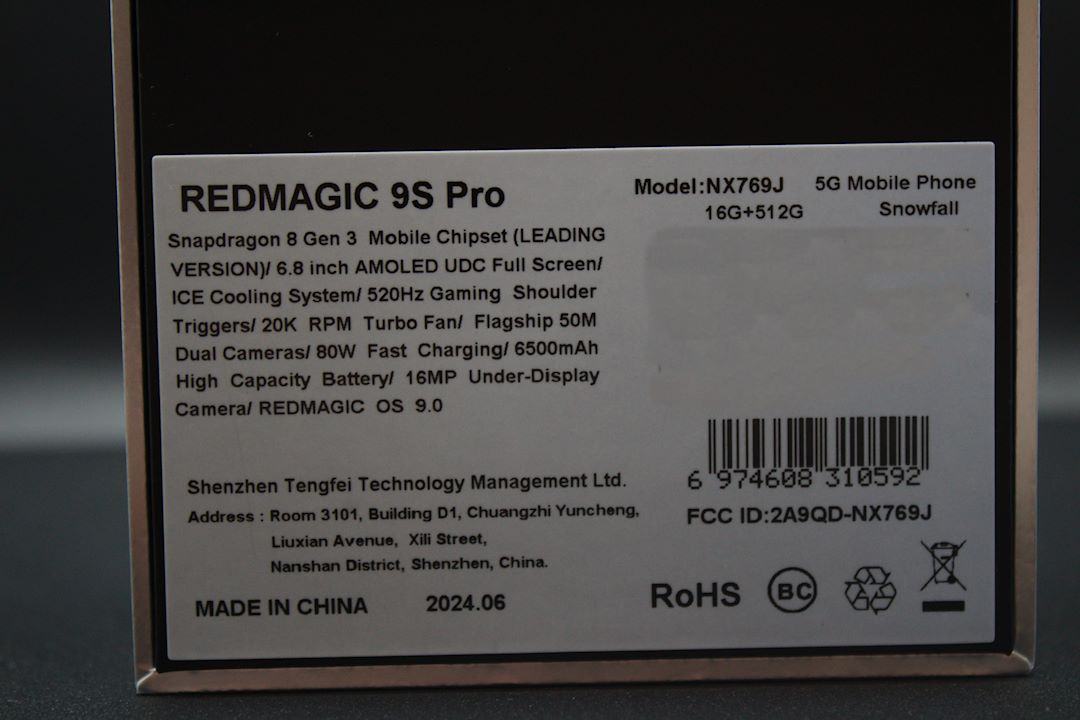 REDMAGIC 9S Pro
Snapdragon 8 Gen 3 Mobile Chipset (LEADING
VERSION)/ 6.8 inch AMOLED UDC Full Screen/
ICE Cooling System/ 520Hz Gaming Shoulder
Triggers/ 20K RPM Turbo Fan/ Flagship 50M
Dual Cameras/ 80W Fast Charging/ 6500mAh
High Capacity Battery/ 16MP Under-Display
Camera/ REDMAGIC OS 9.0
Model:NX769J 5G Mobile Phone
16G+512G Snowfall
6 974608 310592
FCC ID:2A9QD-NX769J
Shenzhen Tengfei Technology Management Ltd.
Address : Room 3101, Building D1, Chuangzhi Yuncheng,
Liuxian Avenue, Xili Street,
Nanshan District, Shenzhen, China.
MADE IN CHINA 2024.06
RoHS BC